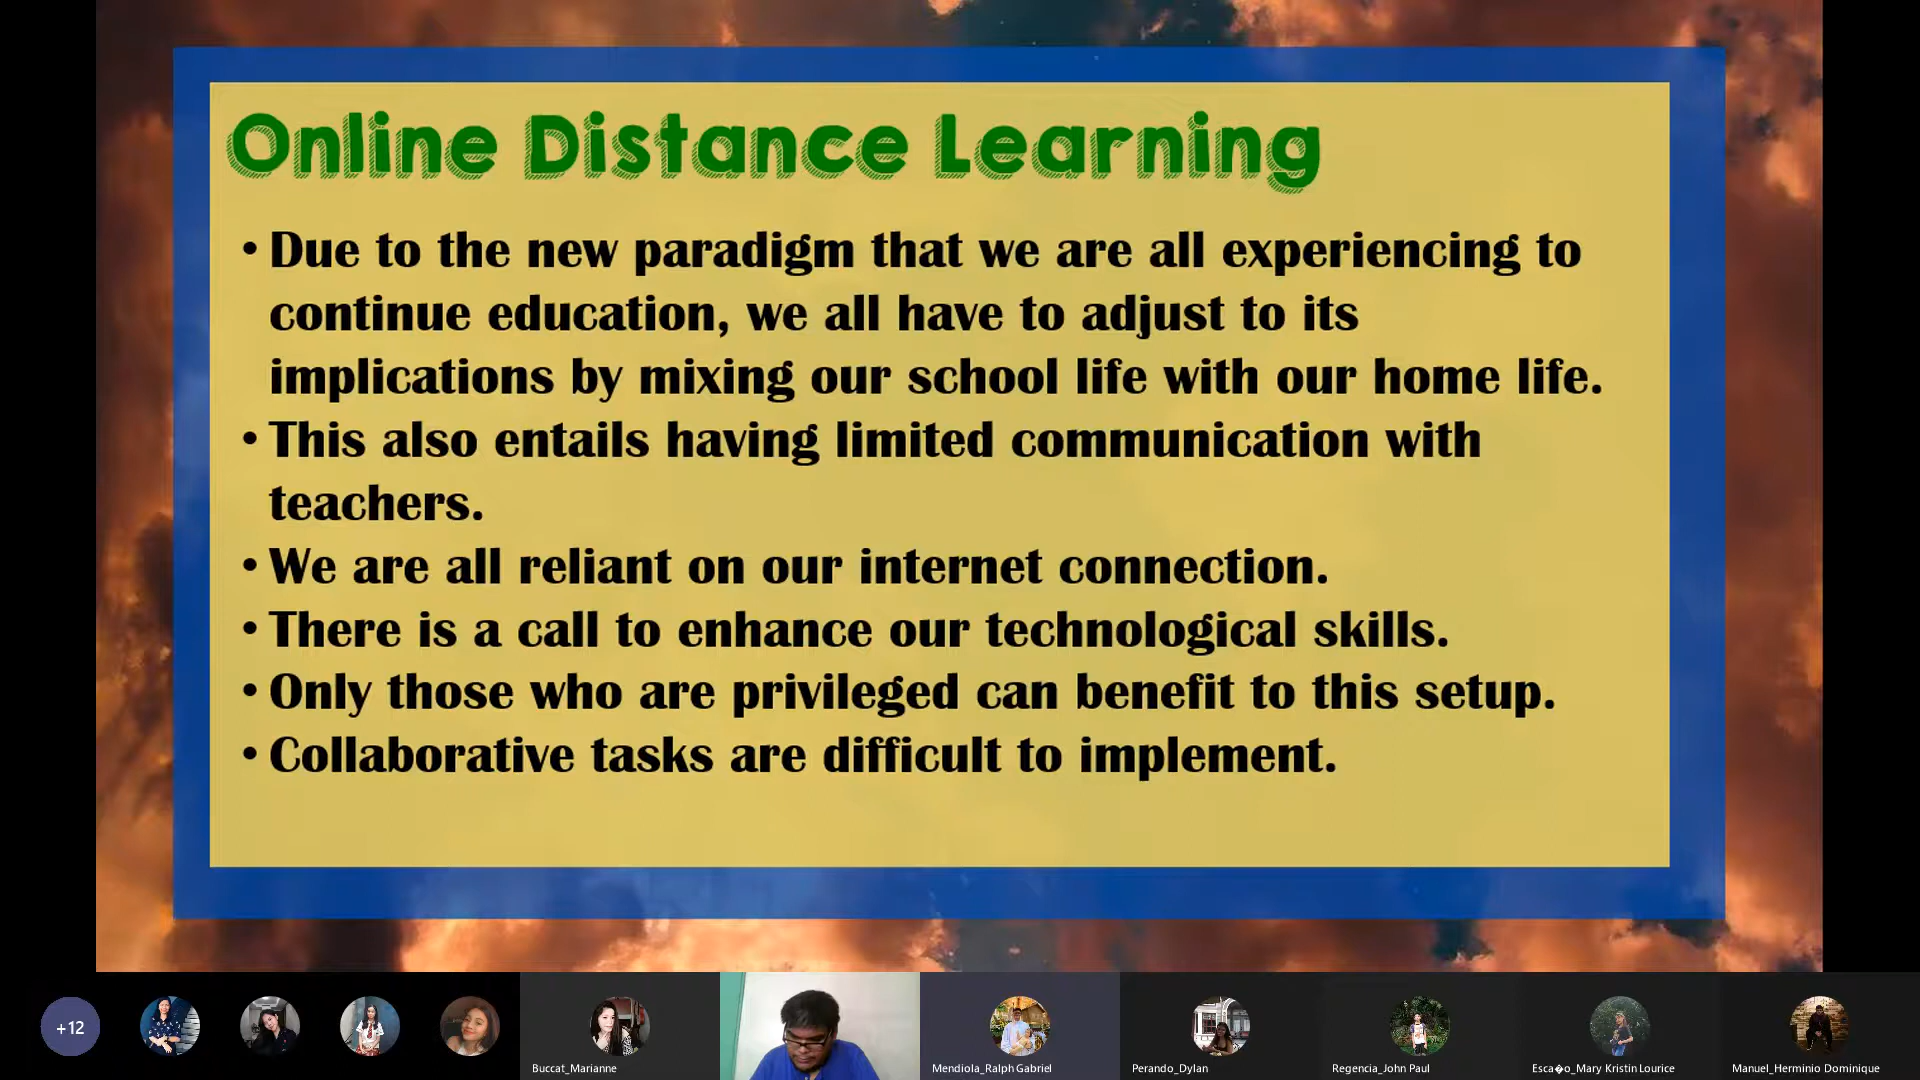 Online Distance Learning
• Due to the new paradigm that we are all experiencing to
continue education, we all have to adjust to its
implications by mixing our school life with our home life.
• This also entails having limited communication with
teachers.
• We are all reliant on our internet connection.
• There is a call to enhance our technological skills.
• Only those who are privileged can benefit to this setup.
• Collaborative tasks are difficult to implement.
+12
Buccat_Marianne
Mendiola_Ralph Gabriel
Perando_Dylan
Regencia_John Paul
Esca�o_Mary Kristin Lourice
Manuel_Herminio Dominique